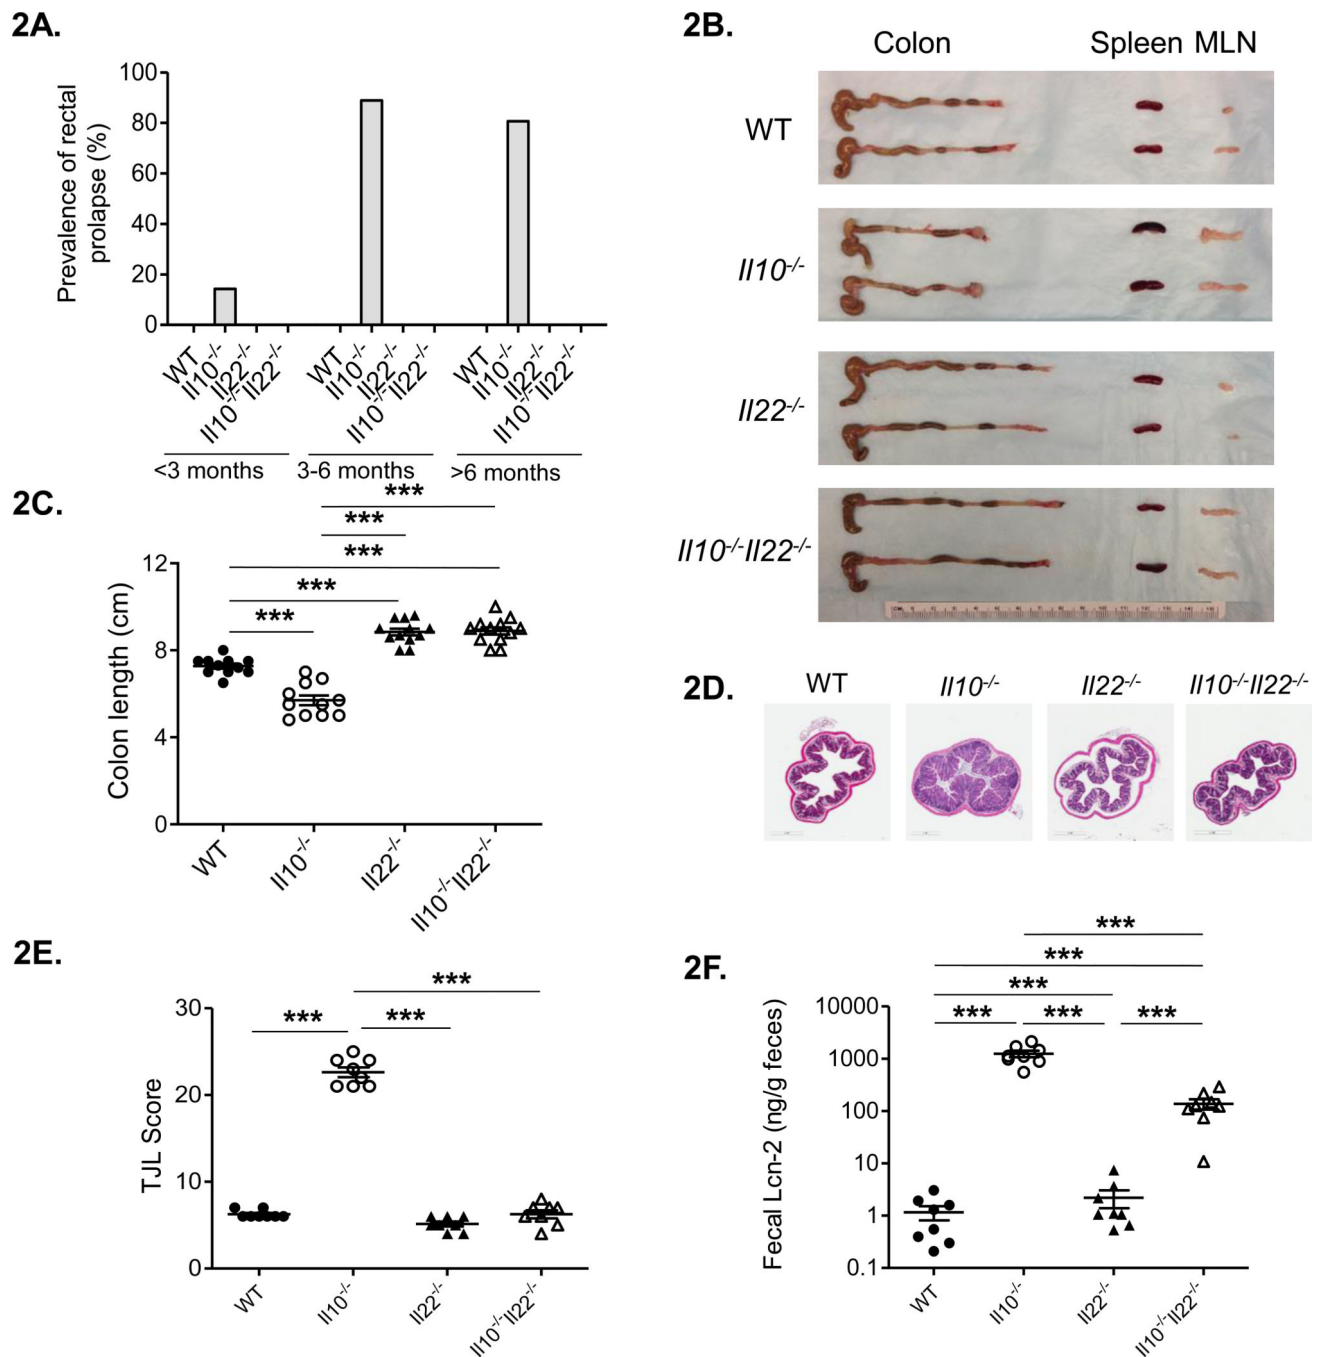 2A.
Prevalence of rectal
prolapse (%)
100
80
60
40
20
0
WT
Il10-/-
Il22-/-
Il10-/-Il22-/-
WT
Il10-/-
Il22-/-
Il10-/-Il22-/-
WT
Il10-/-
Il22-/-
Il10-/-Il22-/-
<3 months
3-6 months
>6 months
2B.
Colon Spleen MLN
WT
Il10-/-
Il22-/-
Il10-/-Il22-/-
2C.
***
***
***
***
***
Colon length (cm)
12
8
4
0
WT
Il10-/-
Il22-/-
Il10-/-Il22-/-
2D.
WT Il10-/- Il22-/- Il10-/-Il22-/-
2E.
***
*** ***
TJL Score
30
20
10
0
WT
Il10-/-
Il22-/-
Il10-/-Il22-/-
2F.
***
***
***
*** *** ***
Fecal Lcn-2 (ng/g feces)
10000
1000
100
10
1
0.1
WT
Il10-/-
Il22-/-
Il10-/-Il22-/-